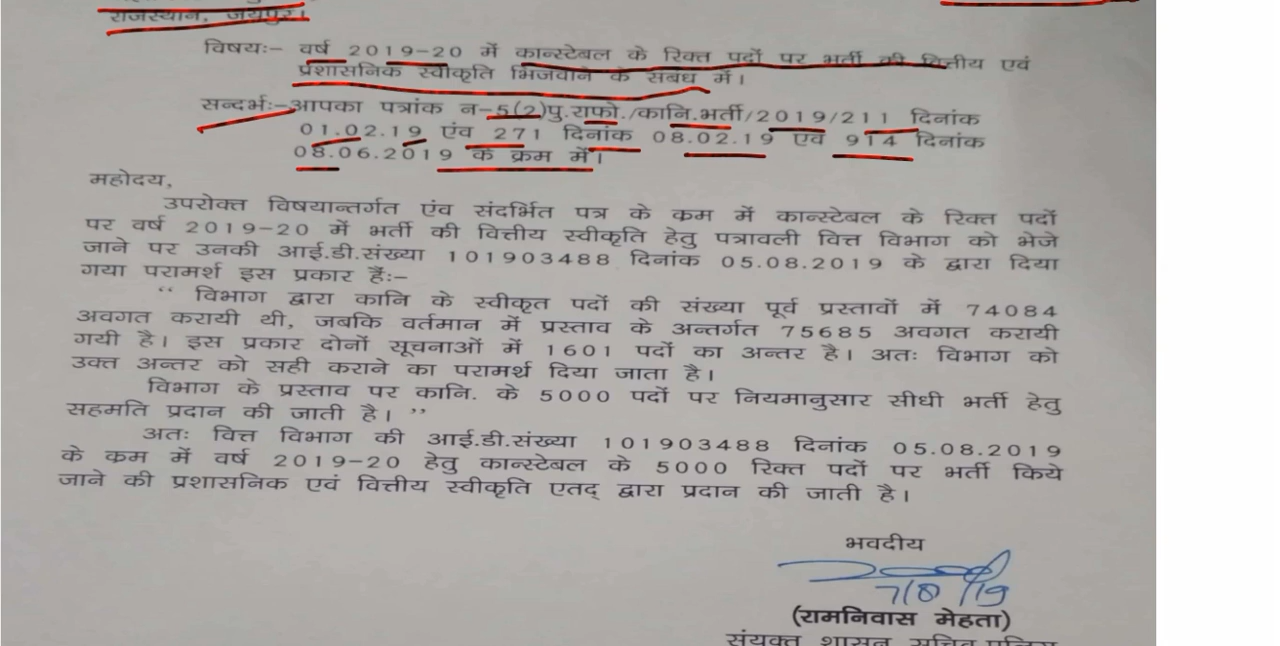 राजस्थान, जयपुर।
विषयः– वर्ष 2019–20 में कान्स्टेबल के रिक्त पदों पर भर्ती की वित्तीय एवं
प्रशासनिक स्वीकृति भिजवाने के संबंध में।
सन्दर्भः–आपका पत्रांक न–5(2)पु.राफो./कानि.भर्ती/2019/211 दिनांक
01.02.19 एंव 271 दिनांक 08.02.19 एवं 914 दिनांक
08.06.2019 के क्रम में।
महोदय,
उपरोक्त विषयान्तर्गत एंव संदर्भित पत्र के कम में कान्स्टेबल के रिक्त पदों
पर वर्ष 2019–20 में भर्ती की वित्तीय स्वीकृति हेतु पत्रावली वित्त विभाग को भेजे
जाने पर उनकी आई.डी.संख्या 101903488 दिनांक 05.08.2019 के द्वारा दिया
गया परामर्श इस प्रकार हैः–
“ विभाग द्वारा कानि के स्वीकृत पदों की संख्या पूर्व प्रस्तावों में 74084
अवगत करायी थी, जबकि वर्तमान में प्रस्ताव के अन्तर्गत 75685 अवगत करायी
गयी है। इस प्रकार दोनों सूचनाओं में 1601 पदों का अन्तर है। अतः विभाग को
उक्त अन्तर को सही कराने का परामर्श दिया जाता है।
विभाग के प्रस्ताव पर कानि. के 5000 पदों पर नियमानुसार सीधी भर्ती हेतु
सहमति प्रदान की जाती है। ”
अतः वित्त विभाग की आई.डी.संख्या 101903488 दिनांक 05.08.2019
के कम में वर्ष 2019–20 हेतु कान्स्टेबल के 5000 रिक्त पदों पर भर्ती किये
जाने की प्रशासनिक एवं वित्तीय स्वीकृति एतद् द्वारा प्रदान की जाती है।
भवदीय
7/8/19
(रामनिवास मेहता)
संयक्त शासन सचिव पुलिस